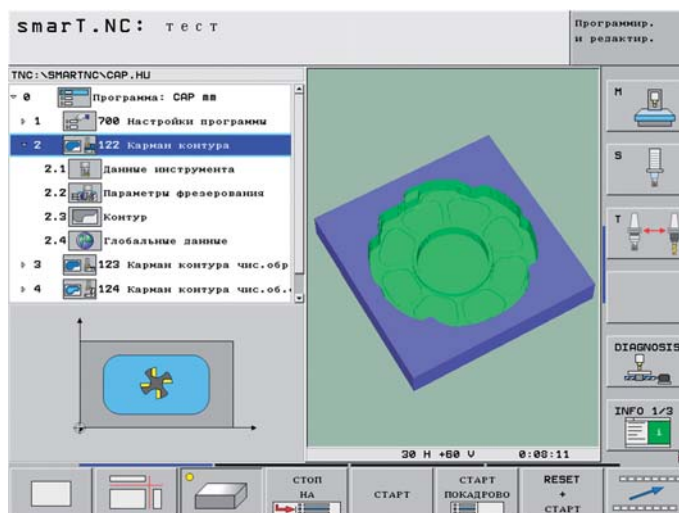 smarT.NC: тест
Программир.
и редактир.
TNC:\SMARTNC\CAP.HU
0 Программа: CAP mm
1 700 Настройки программы
2 122 Карман контура
2.1 Данные инструмента
2.2 Параметры фрезерования
2.3 Контур
2.4 Глобальные данные
3 123 Карман контура чис.обр
4 124 Карман контура чис.об.
30 H +60 V 0:08:11
M
S
T
DIAGNOSIS
INFO 1/3
СТОП
НА
СТАРТ
СТАРТ
ПОКАДРОВО
RESET
+
СТАРТ